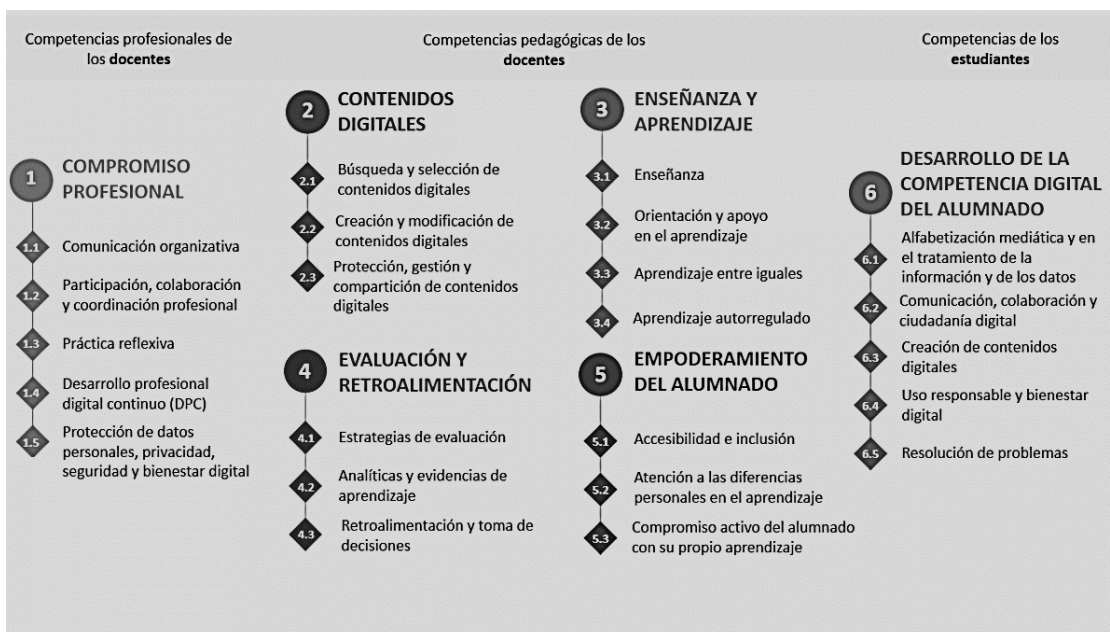 Competencias profesionales de
los docentes
Competencias pedagógicas de los
docentes
Competencias de los
estudiantes
1
COMPROMISO
PROFESIONAL
1.1
Comunicación organizativa
1.2
Participación, colaboración
y coordinación profesional
1.3
Práctica reflexiva
1.4
Desarrollo profesional
digital continuo (DPC)
1.5
Protección de datos
personales, privacidad,
seguridad y bienestar digital
2
CONTENIDOS
DIGITALES
2.1
Búsqueda y selección de
contenidos digitales
2.2
Creación y modificación de
contenidos digitales
2.3
Protección, gestión y
compartición de contenidos
digitales
3
ENSEÑANZA Y
APRENDIZAJE
3.1
Enseñanza
3.2
Orientación y apoyo
en el aprendizaje
3.3
Aprendizaje entre iguales
3.4
Aprendizaje autorregulado
4
EVALUACIÓN Y
RETROALIMENTACIÓN
4.1
Estrategias de evaluación
4.2
Analíticas y evidencias de
aprendizaje
4.3
Retroalimentación y toma de
decisiones
5
EMPODERAMIENTO
DEL ALUMNADO
5.1
Accesibilidad e inclusión
5.2
Atención a las diferencias
personales en el aprendizaje
5.3
Compromiso activo del alumnado
con su propio aprendizaje
6
DESARROLLO DE LA
COMPETENCIA DIGITAL
DEL ALUMNADO
6.1
Alfabetización mediática y en
el tratamiento de la
información y de los datos
6.2
Comunicación, colaboración y
ciudadanía digital
6.3
Creación de contenidos
digitales
6.4
Uso responsable y bienestar
digital
6.5
Resolución de problemas